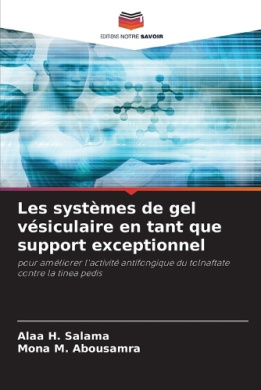 EDITIONS NOTRE SAVOIR
Les systèmes de gel
vésiculaire en tant que
support exceptionnel
pour améliorer l'activité antifongique du tolnaftate
contre la tinea pedis
Alaa H. Salama
Mona M. Abousamra